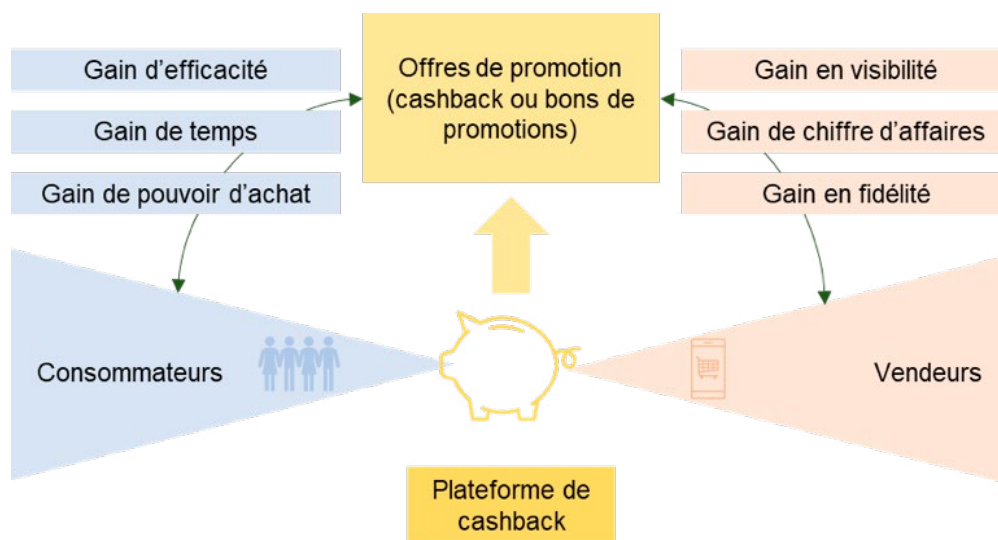 Gain d'efficacité
Gain de temps
Gain de pouvoir d'achat
Offres de promotion
(cashback ou bons de
promotions)
Gain en visibilité
Gain de chiffre d'affaires
Gain en fidélité
Consommateurs
Vendeurs
Plateforme de
cashback